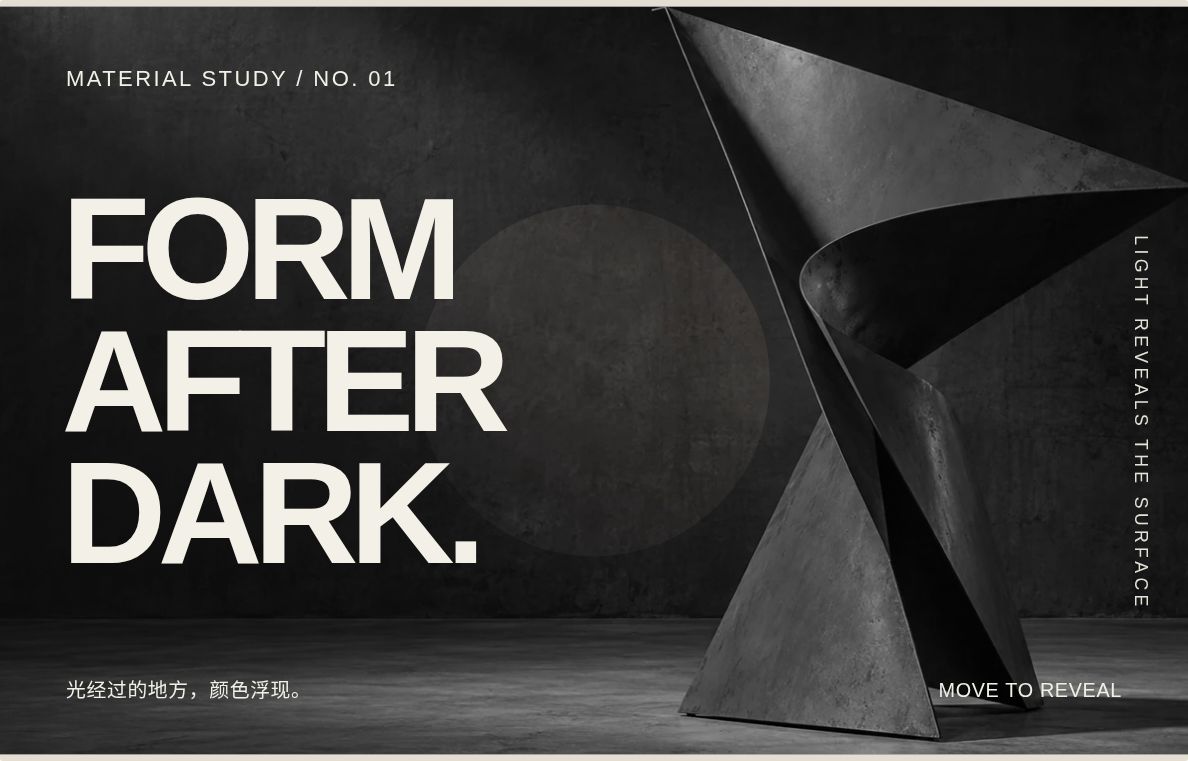 MATERIAL STUDY / NO. 01
FORM
AFTER
DARK.
LIGHT REVEALS THE SURFACE
光经过的地方，颜色浮现。
MOVE TO REVEAL